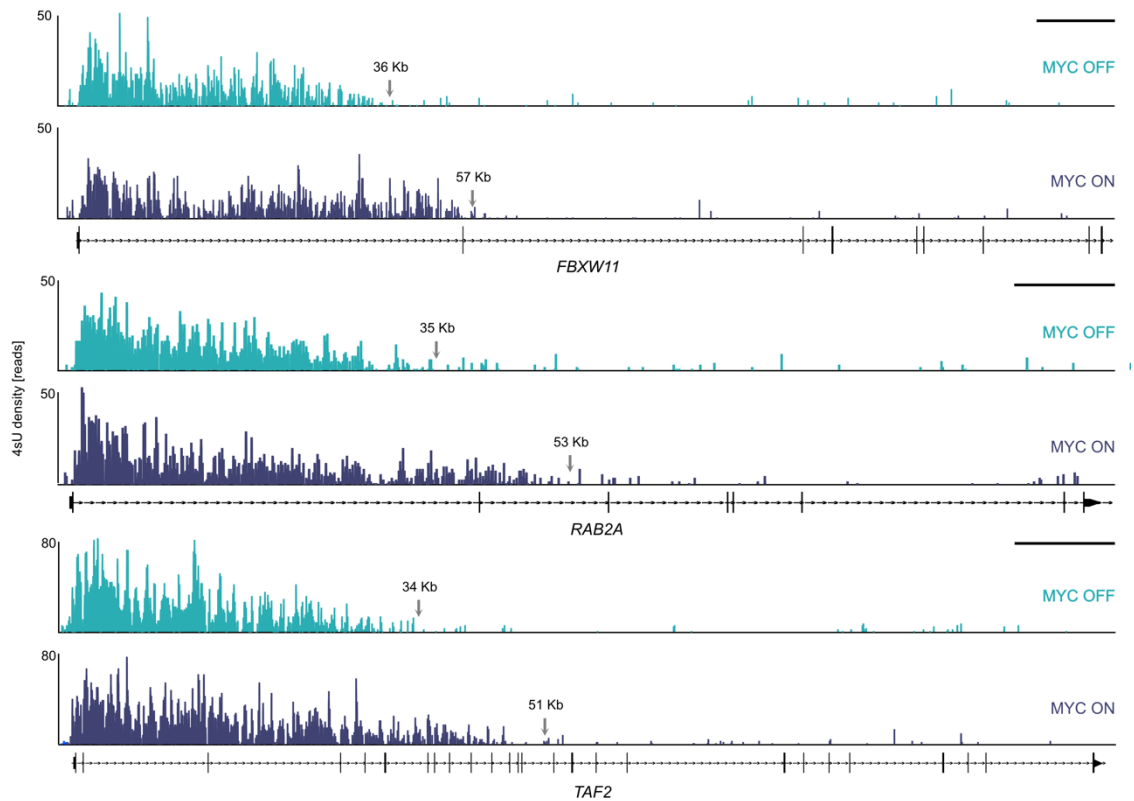 50
36 Kb
MYC OFF
50
57 Kb
MYC ON
FBXW11
50
35 Kb
MYC OFF
4sU density [reads]
50
53 Kb
MYC ON
RAB2A
80
34 Kb
MYC OFF
80
51 Kb
MYC ON
TAF2